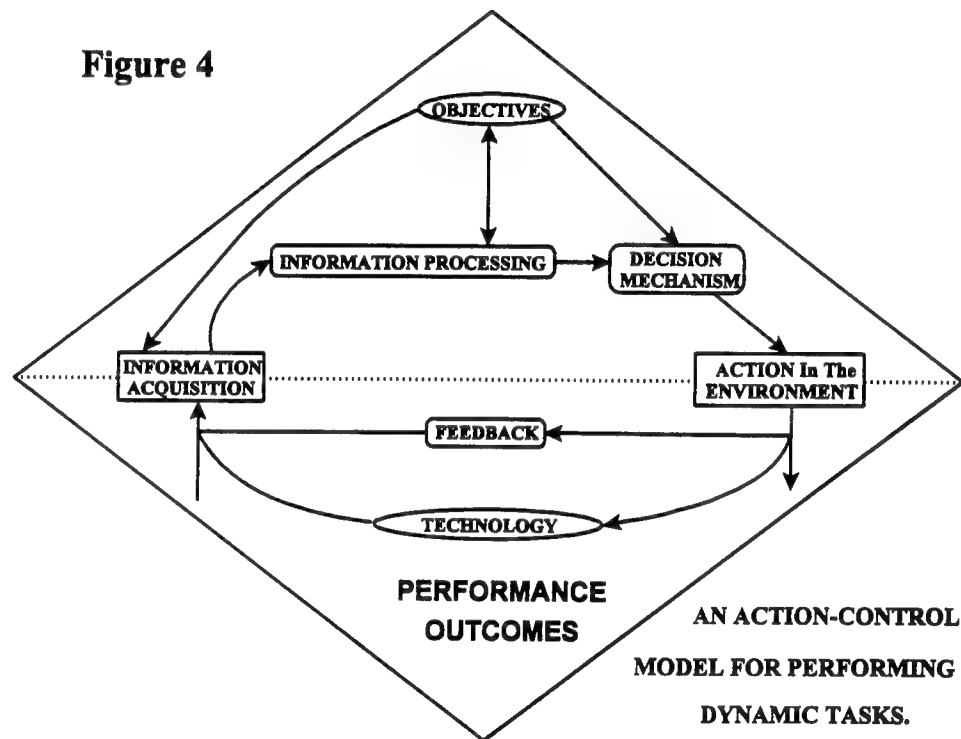 Figure 4
OBJECTIVES
INFORMATION PROCESSING
DECISION
MECHANISM
INFORMATION
ACQUISITION
ACTION In The
ENVIRONMENT
FEEDBACK
TECHNOLOGY
PERFORMANCE
OUTCOMES
AN ACTION-CONTROL
MODEL FOR PERFORMING
DYNAMIC TASKS.